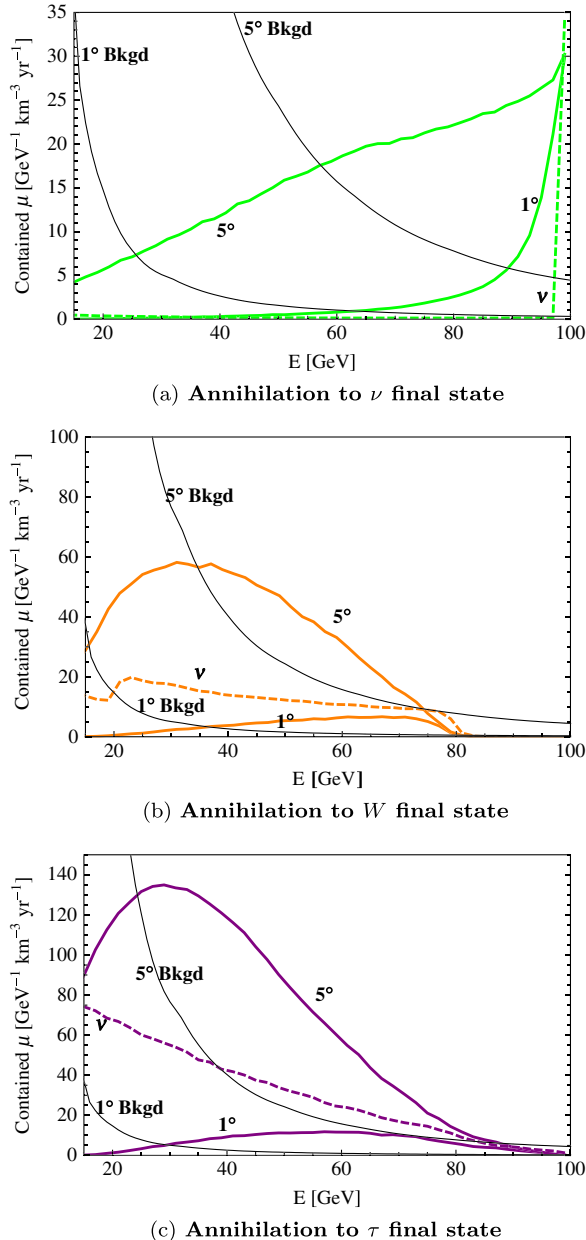 35
30
25
20
15
10
5
0
Contained μ [GeV⁻¹ km⁻³ yr⁻¹]
1° Bkgd
5° Bkgd
5°
1°
ν
20 40 60 80 100
E [GeV]
(a) Annihilation to ν final state
100
80
60
40
20
0
Contained μ [GeV⁻¹ km⁻³ yr⁻¹]
5° Bkgd
5°
ν
1° Bkgd
1°
20 40 60 80 100
E [GeV]
(b) Annihilation to W final state
140
120
100
80
60
40
20
0
Contained μ [GeV⁻¹ km⁻³ yr⁻¹]
5° Bkgd
5°
ν
1° Bkgd
1°
20 40 60 80 100
E [GeV]
(c) Annihilation to τ final state